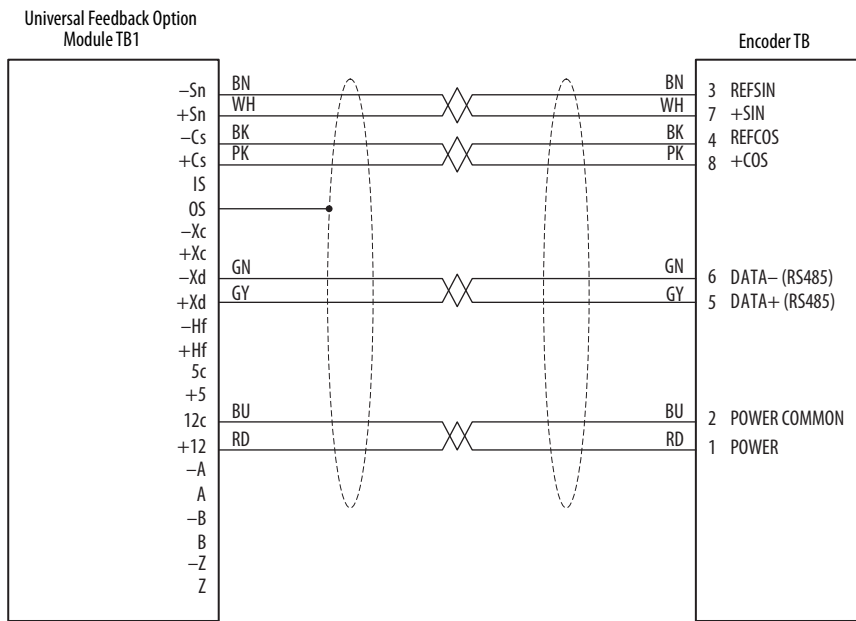 Universal Feedback Option
Module TB1
Encoder TB
–Sn BN BN 3 REFSIN
+Sn WH WH 7 +SIN
–Cs BK BK 4 REFCOS
+Cs PK PK 8 +COS
IS
OS
–Xc
+Xc
–Xd GN GN 6 DATA– (RS485)
+Xd GY GY 5 DATA+ (RS485)
–Hf
+Hf
5c
+5
12c BU BU 2 POWER COMMON
+12 RD RD 1 POWER
–A
A
–B
B
–Z
Z